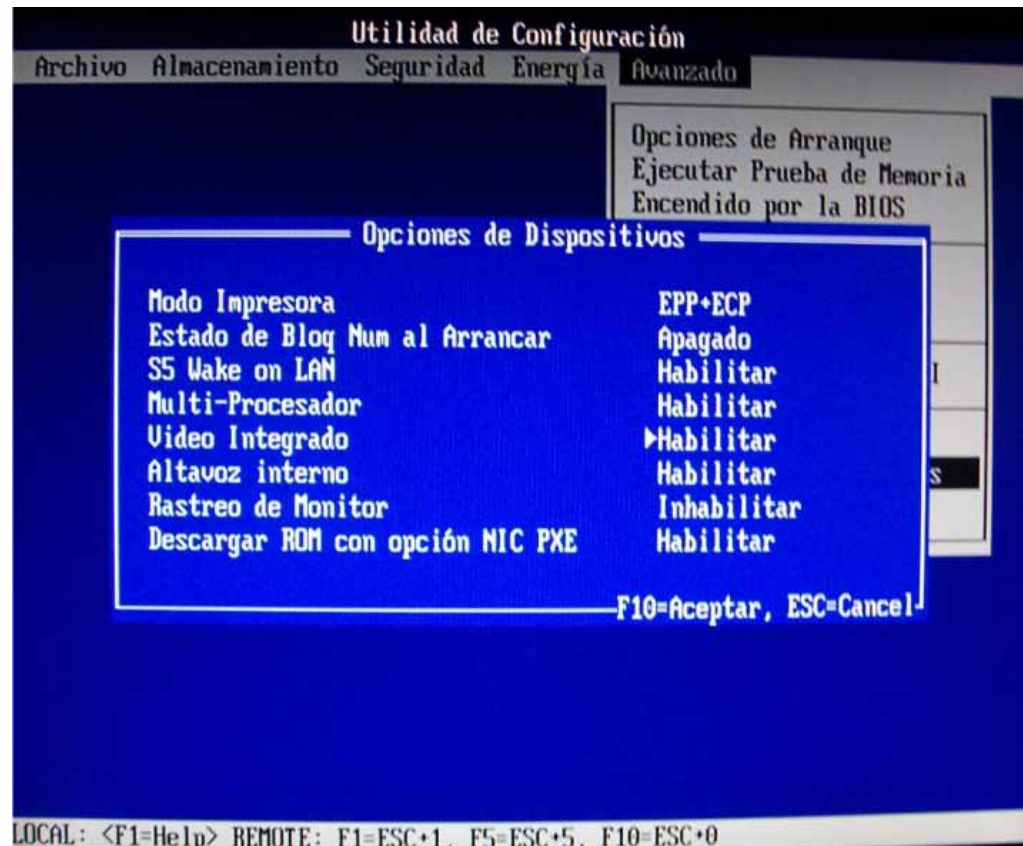 Utilidad de Configuración
Archivo Almacenamiento Seguridad Energía Avanzado
Opciones de Arranque
Ejecutar Prueba de Memoria
Encendido por la BIOS
Opciones de Dispositivos
Modo Impresora EPP+ECP
Estado de Bloq Num al Arrancar Apagado
S5 Wake on LAN Habilitar
Multi-Procesador Habilitar
Video Integrado ▶Habilitar
Altavoz interno Habilitar
Rastreo de Monitor Inhabilitar
Descargar ROM con opción NIC PXE Habilitar
F10=Aceptar, ESC=Cancel
LOCAL: <F1=Help> REMOTE: F1=ESC+1, F5=ESC+5, F10=ESC+0